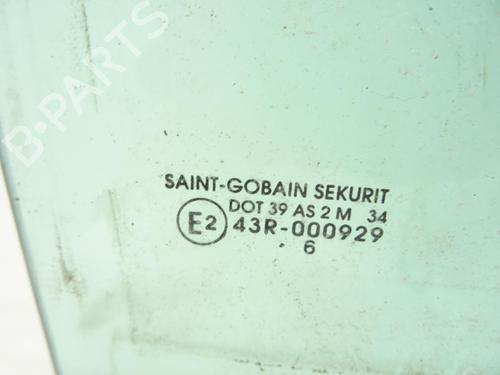 B-PARTS
SAINT-GOBAIN SEKURIT
DOT 39 AS 2 M 34
E2 43R-000929
. 6